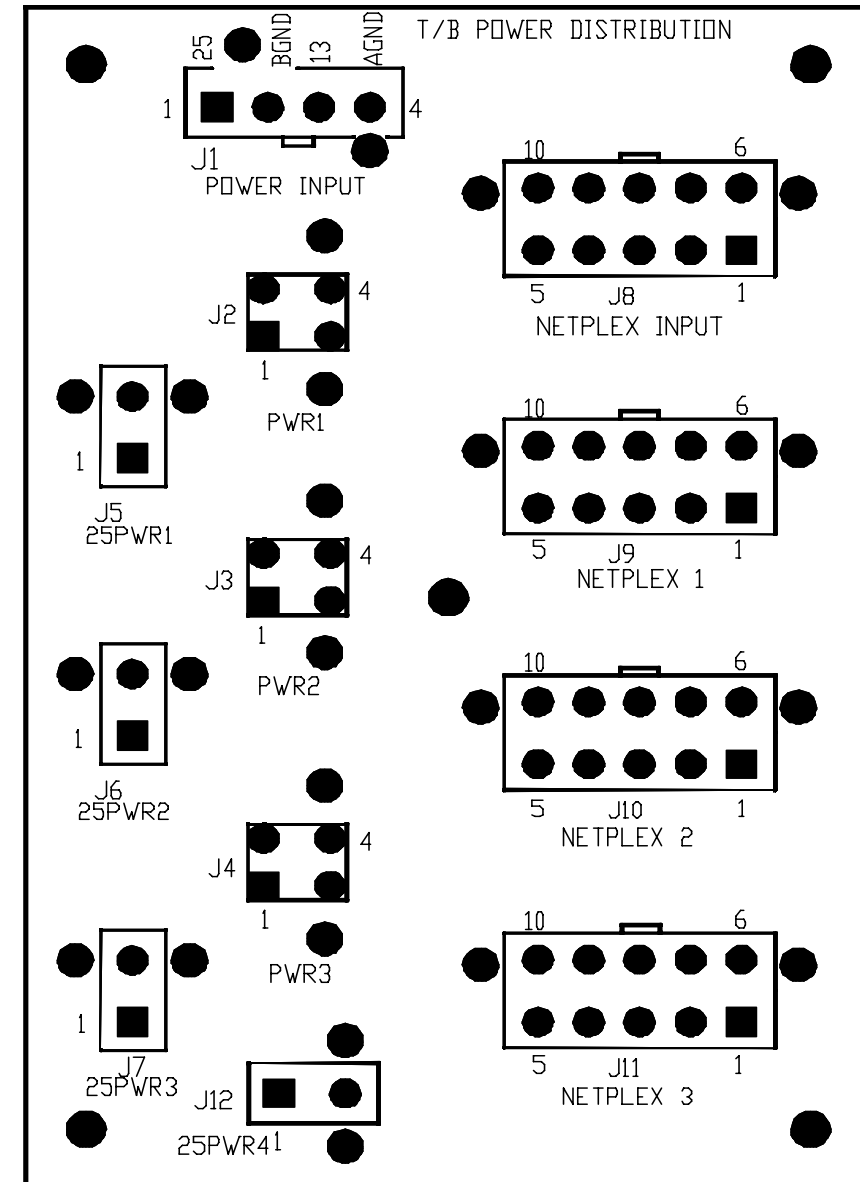 T/B POWER DISTRIBUTION
25 BGND 13 AGND
1 4
J1
POWER INPUT
10 6
5 J8 1
NETPLEX INPUT
J2 4
1
PWR1
1
J5
25PWR1
10 6
5 J9 1
NETPLEX 1
J3 4
1
PWR2
1
J6
25PWR2
10 6
5 J10 1
NETPLEX 2
J4 4
1
PWR3
1
J7
25PWR3
10 6
5 J11 1
NETPLEX 3
J12
25PWR4 1